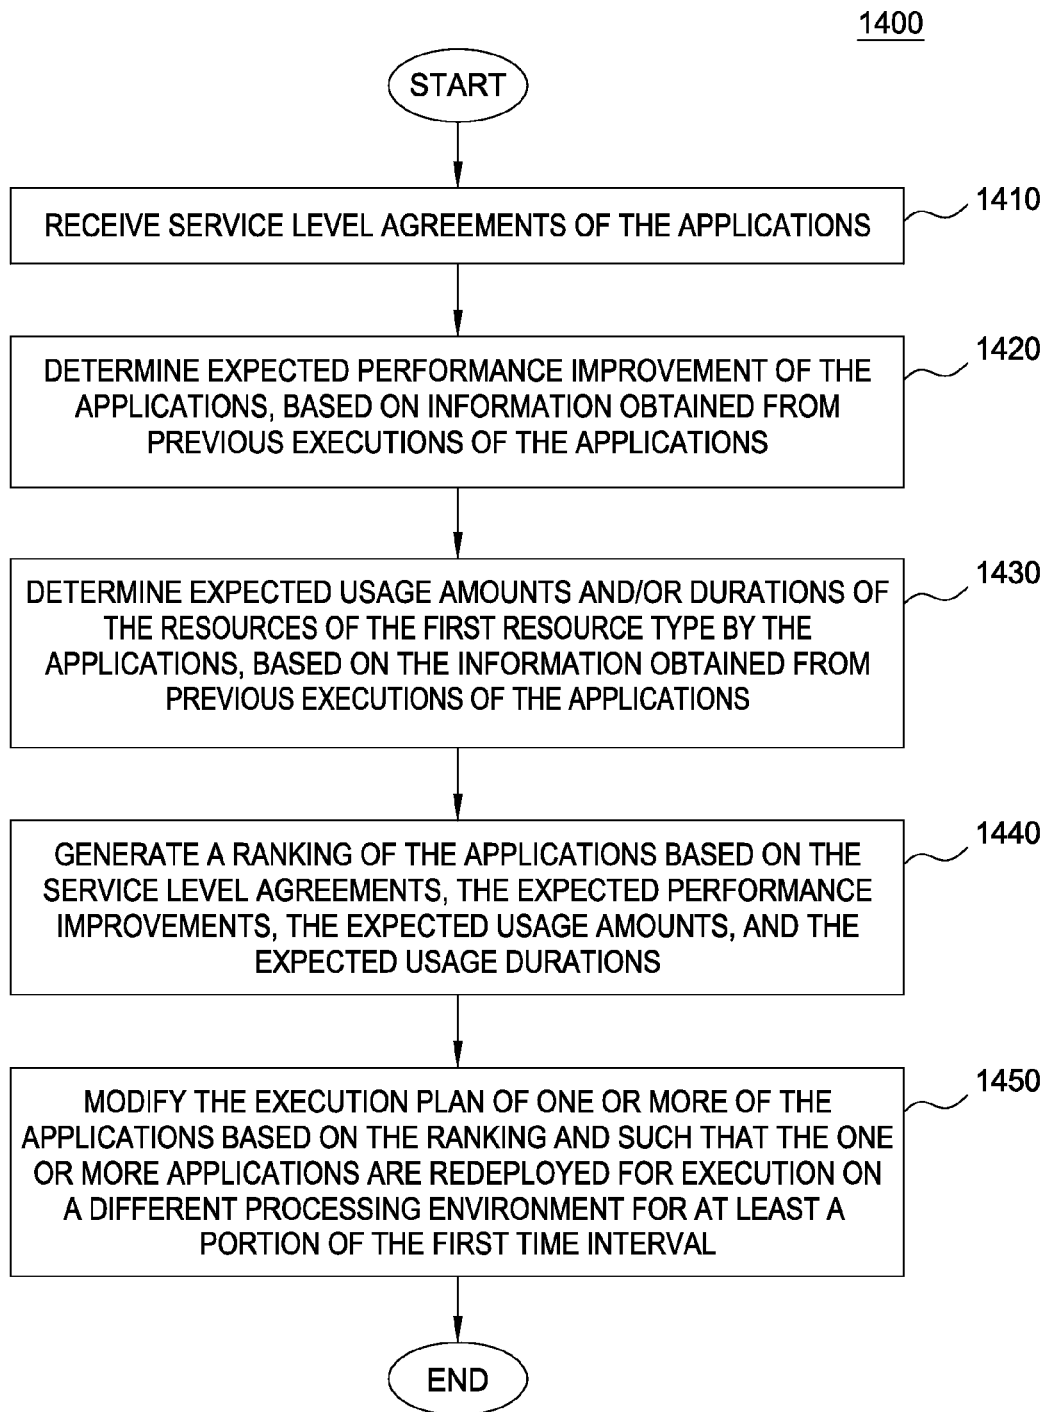 1400
START
RECEIVE SERVICE LEVEL AGREEMENTS OF THE APPLICATIONS
1410
DETERMINE EXPECTED PERFORMANCE IMPROVEMENT OF THE
APPLICATIONS, BASED ON INFORMATION OBTAINED FROM
PREVIOUS EXECUTIONS OF THE APPLICATIONS
1420
DETERMINE EXPECTED USAGE AMOUNTS AND/OR DURATIONS OF
THE RESOURCES OF THE FIRST RESOURCE TYPE BY THE
APPLICATIONS, BASED ON THE INFORMATION OBTAINED FROM
PREVIOUS EXECUTIONS OF THE APPLICATIONS
1430
GENERATE A RANKING OF THE APPLICATIONS BASED ON THE
SERVICE LEVEL AGREEMENTS, THE EXPECTED PERFORMANCE
IMPROVEMENTS, THE EXPECTED USAGE AMOUNTS, AND THE
EXPECTED USAGE DURATIONS
1440
MODIFY THE EXECUTION PLAN OF ONE OR MORE OF THE
APPLICATIONS BASED ON THE RANKING AND SUCH THAT THE ONE
OR MORE APPLICATIONS ARE REDEPLOYED FOR EXECUTION ON
A DIFFERENT PROCESSING ENVIRONMENT FOR AT LEAST A
PORTION OF THE FIRST TIME INTERVAL
1450
END